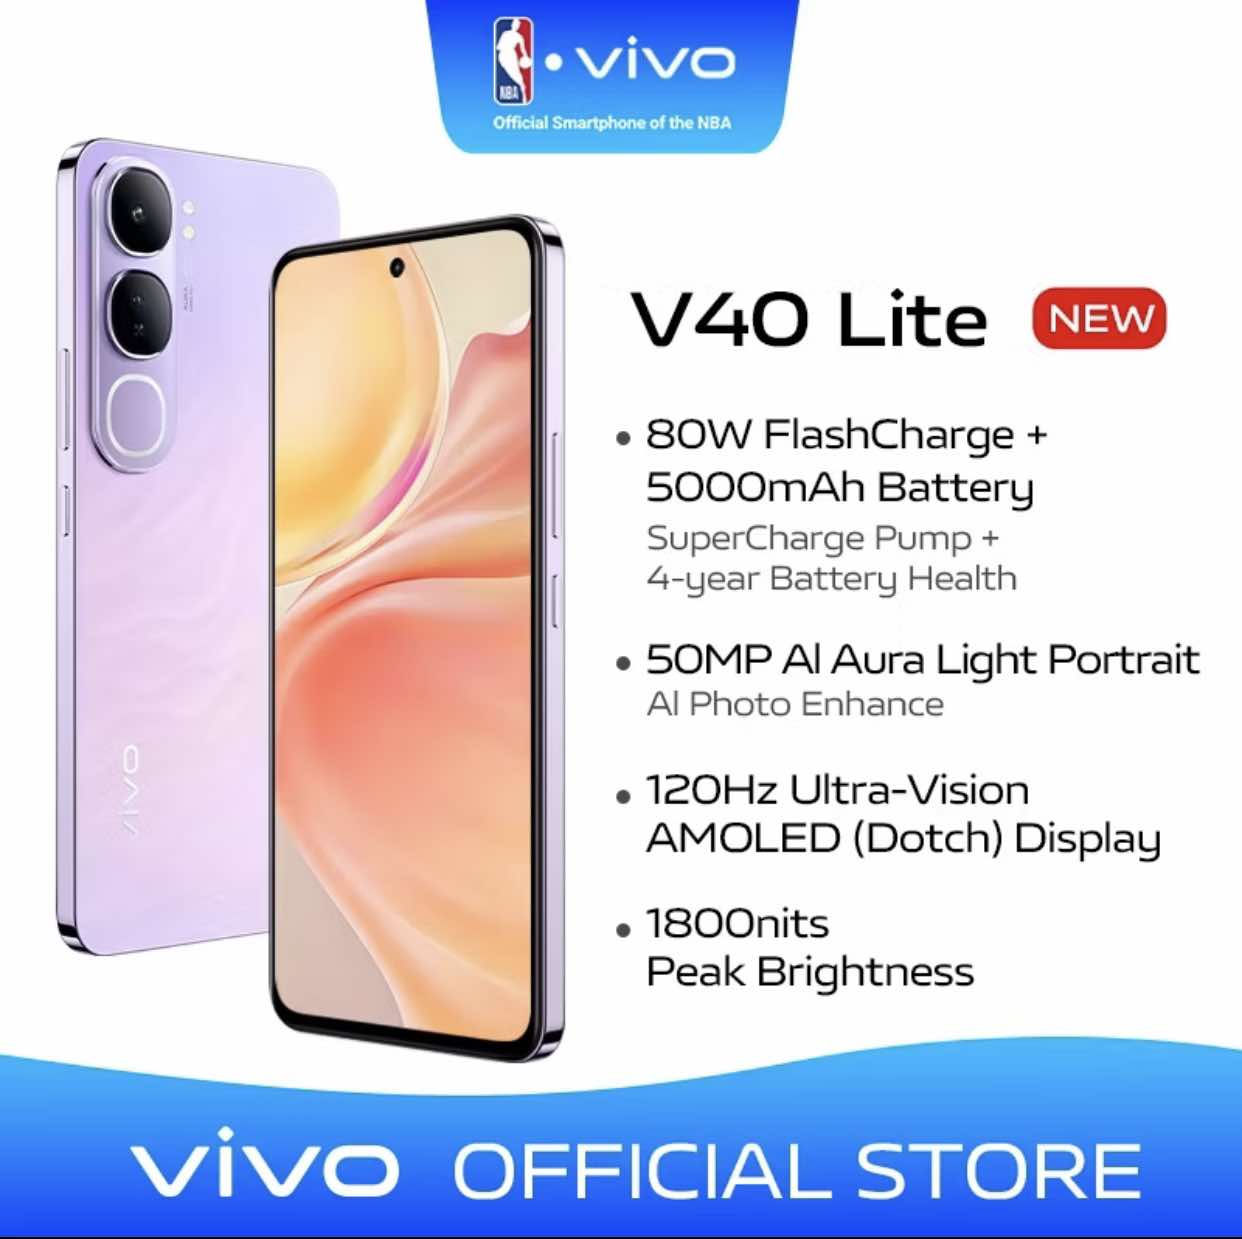 NBA
vivo
Official Smartphone of the NBA
V40 Lite NEW
• 80W FlashCharge +
5000mAh Battery
SuperCharge Pump +
4-year Battery Health
• 50MP AI Aura Light Portrait
AI Photo Enhance
• 120Hz Ultra-Vision
AMOLED (Dotch) Display
• 1800nits
Peak Brightness
vivo
vivo OFFICIAL STORE